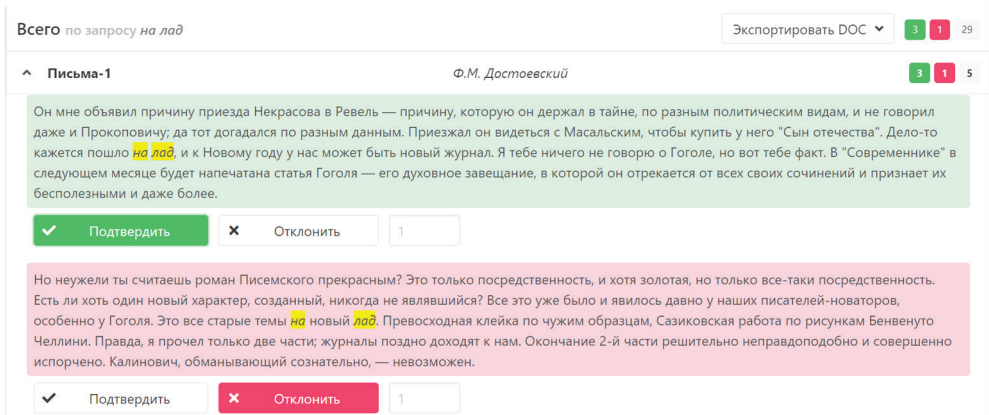 Всего по запросу на лад Экспортировать DOC 3 1 29
Письма-1 Ф.М. Достоевский 3 1 5
Он мне объявил причину приезда Некрасова в Ревель — причину, которую он держал в тайне, по разным политическим видам, и не говорил
даже и Прокоповичу; да тот догадался по разным данным. Приезжал он видеться с Масальским, чтобы купить у него "Сын отечества". Дело-то
кажется пошло на лад, и к Новому году у нас может быть новый журнал. Я тебе ничего не говорю о Гоголе, но вот тебе факт. В "Современнике" в
следующем месяце будет напечатана статья Гоголя — его духовное завещание, в которой он отрекается от всех своих сочинений и признает их
бесполезными и даже более.
Подтвердить Отклонить 1
Но неужели ты считаешь роман Писемского прекрасным? Это только посредственность, и хотя золотая, но только все-таки посредственность.
Есть ли хоть один новый характер, созданный, никогда не являвшийся? Все это уже было и явилось давно у наших писателей-новаторов,
особенно у Гоголя. Это все старые темы на новый лад. Превосходная клейка по чужим образцам, Сазиковская работа по рисункам Бенвенуто
Челлини. Правда, я прочел только две части; журналы поздно доходят к нам. Окончание 2-й части решительно неправдоподобно и совершенно
испорчено. Калинович, обманывающий сознательно, — невозможен.
Подтвердить Отклонить 1